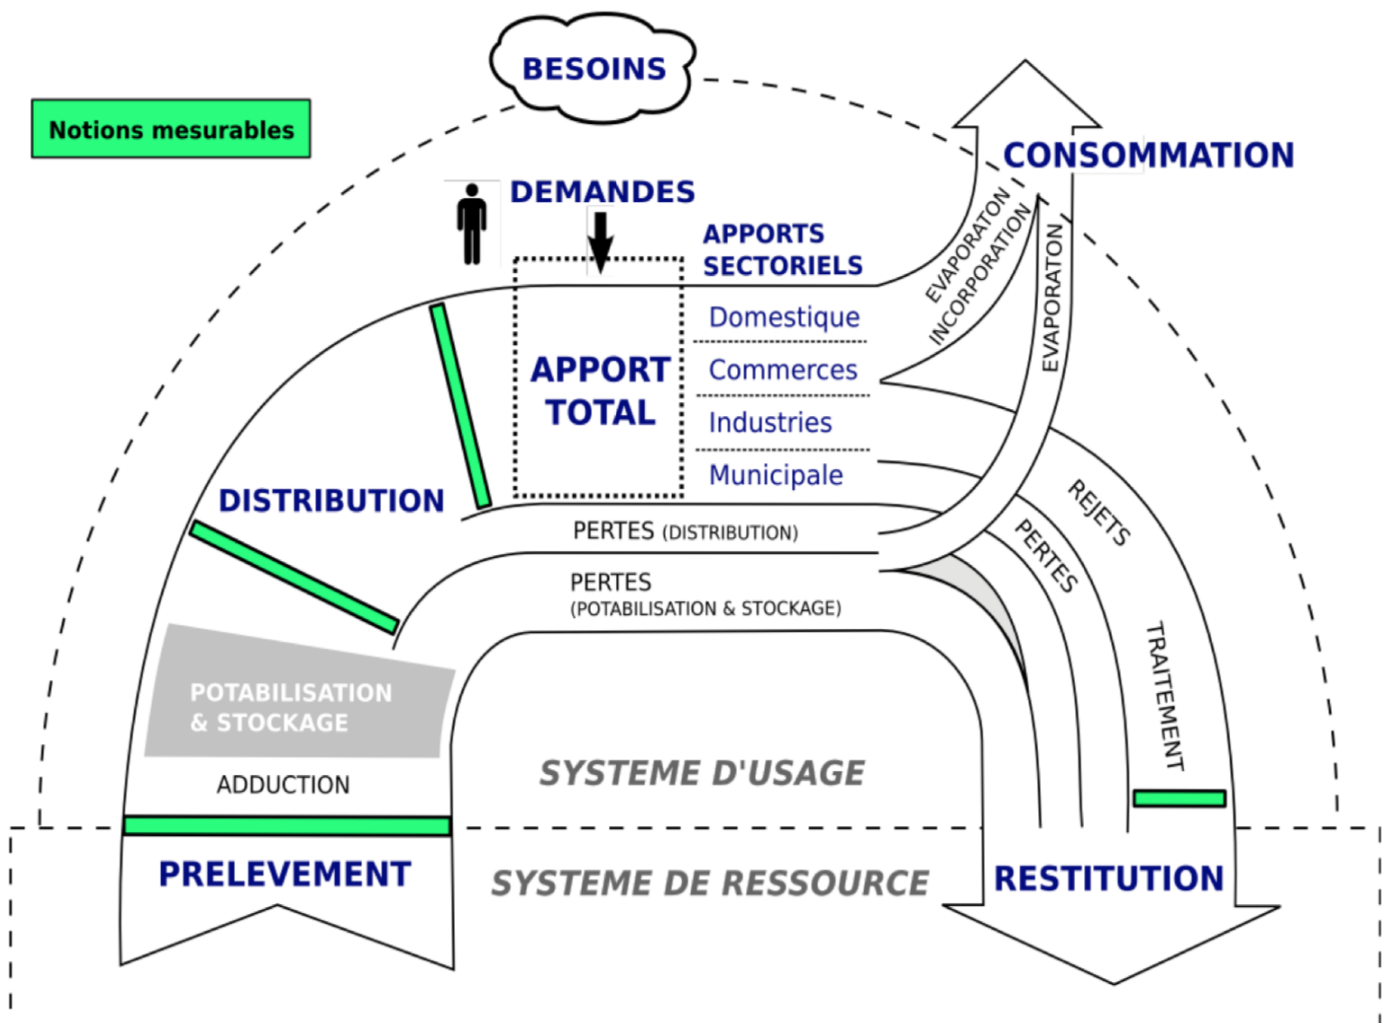 BESOINS
Notions mesurables
CONSOMMATION
DEMANDES
APPORTS
SECTORIELS
EVAPORATON
INCORPORATION
EVAPORATON
Domestique
APPORT
TOTAL
Commerces
Industries
Municipale
DISTRIBUTION
REJETS
PERTES (DISTRIBUTION)
PERTES
PERTES
(POTABILISATION & STOCKAGE)
TRAITEMENT
POTABILISATION
& STOCKAGE
ADDUCTION
SYSTEME D'USAGE
PRELEVEMENT
SYSTEME DE RESSOURCE
RESTITUTION